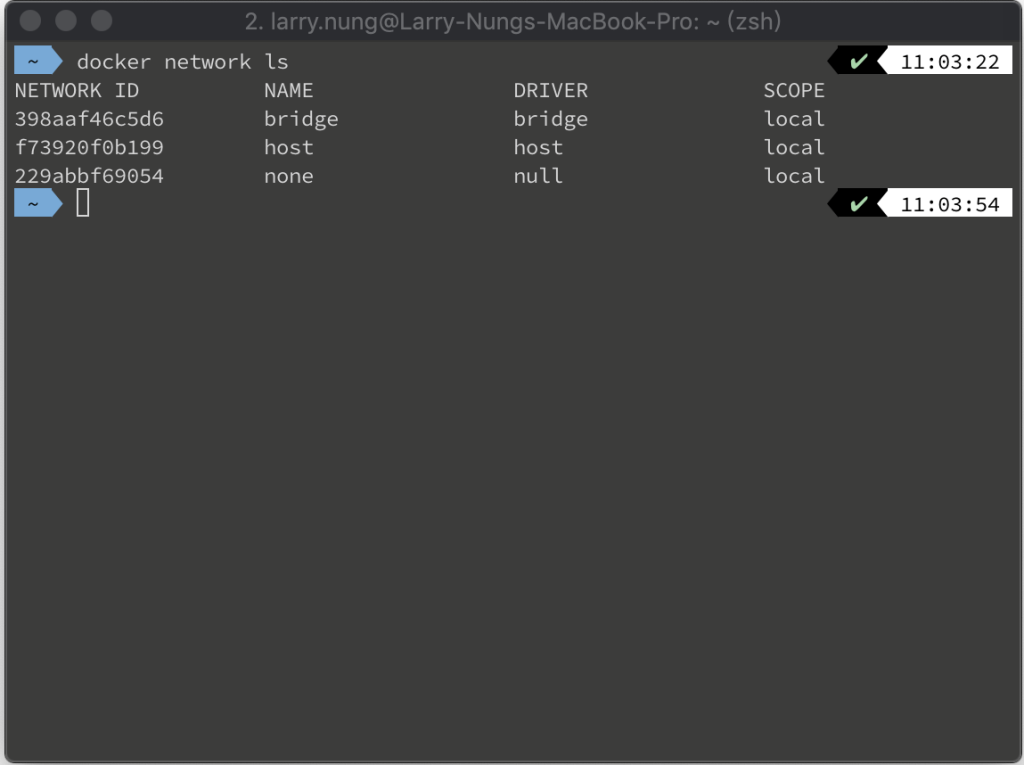 2. larry.nung@Larry-Nungs-MacBook-Pro: ~ (zsh)
~ docker network ls ✔ 11:03:22
NETWORK ID NAME DRIVER SCOPE
398aaf46c5d6 bridge bridge local
f73920f0b199 host host local
229abbf69054 none null local
~ ✔ 11:03:54